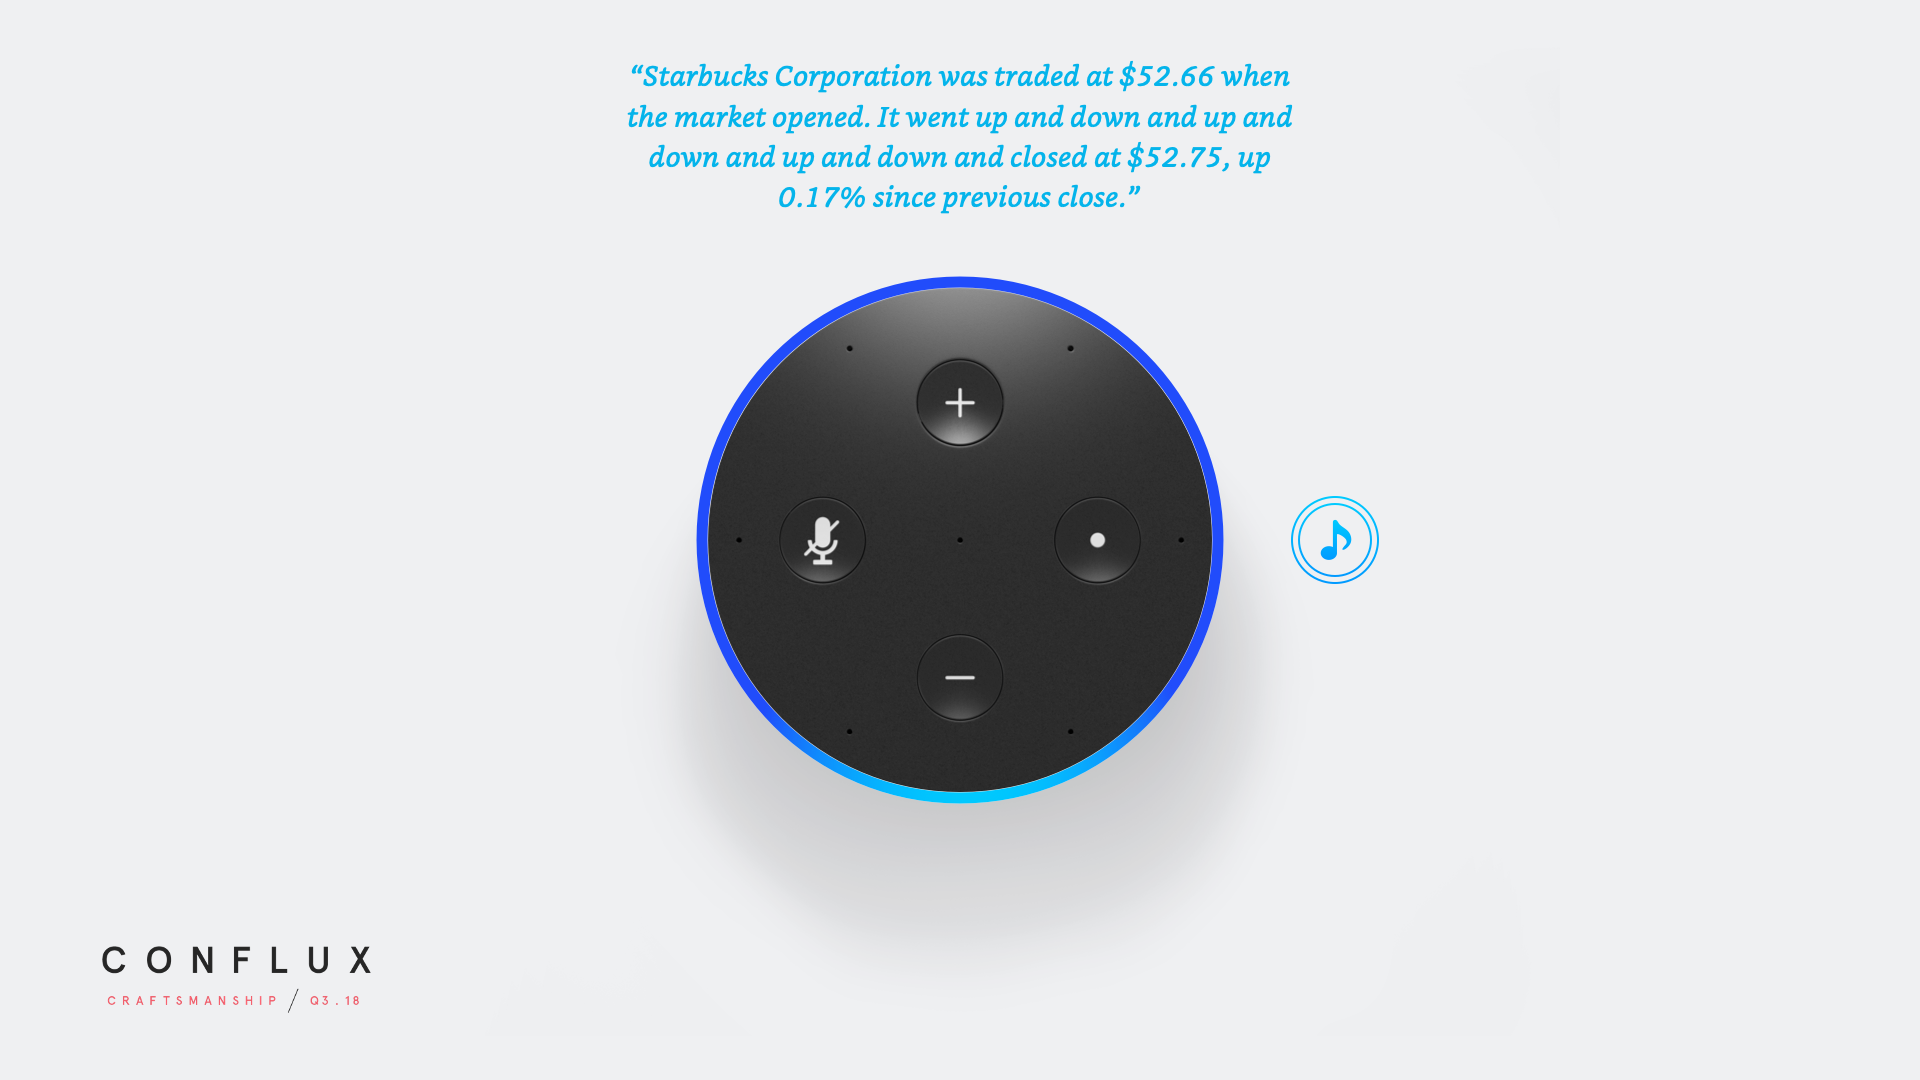 “Starbucks Corporation was traded at $52.66 when
the market opened. It went up and down and up and
down and up and down and closed at $52.75, up
0.17% since previous close.”
CONFLUX
CRAFTSMANSHIP / Q3.18